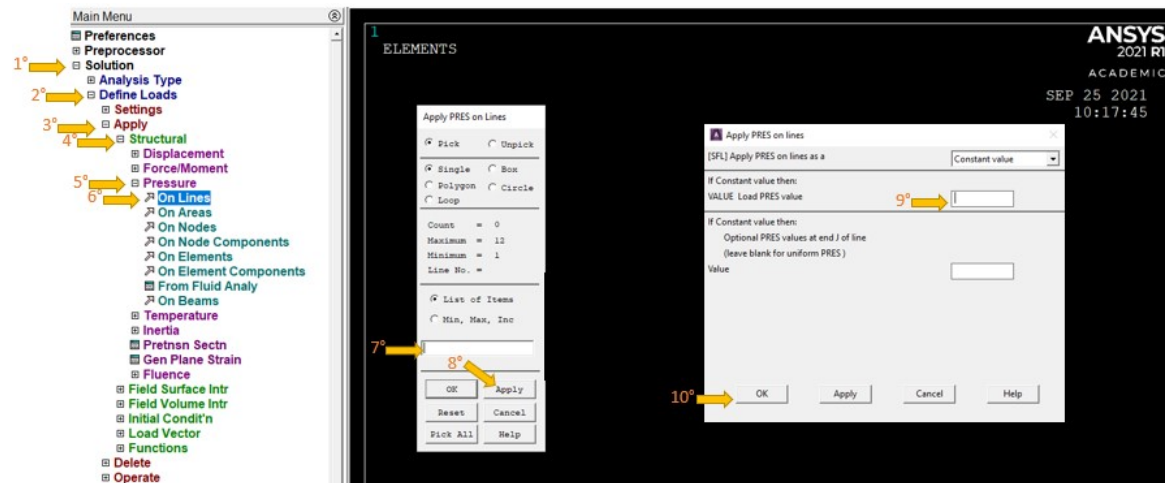 Main Menu
Preferences
Preprocessor
1° Solution
Analysis Type
2° Define Loads
Settings
3° Apply
4° Structural
Displacement
Force/Moment
5° Pressure
6° On Lines
On Areas
On Nodes
On Node Components
On Elements
On Element Components
From Fluid Analy
On Beams
Temperature
Inertia
Pretnsn Sectn
Gen Plane Strain
Fluence
Field Surface Intr
Field Volume Intr
Initial Condit'n
Load Vector
Functions
Delete
Operate
1
ELEMENTS
ANSYS
2021 R1
ACADEMIC
SEP 25 2021
10:17:45
Apply PRES on Lines
Pick Unpick
Single Box
Polygon Circle
Loop
Count = 0
Maximum = 12
Minimum = 1
Line No. =
List of Items
Min, Max, Inc
7°
8°
OK Apply
Reset Cancel
Pick All Help
Apply PRES on lines
[SFL] Apply PRES on lines as a Constant value
If Constant value then:
VALUE Load PRES value 9°
If Constant value then:
Optional PRES values at end J of line
(leave blank for uniform PRES )
Value
10° OK Apply Cancel Help